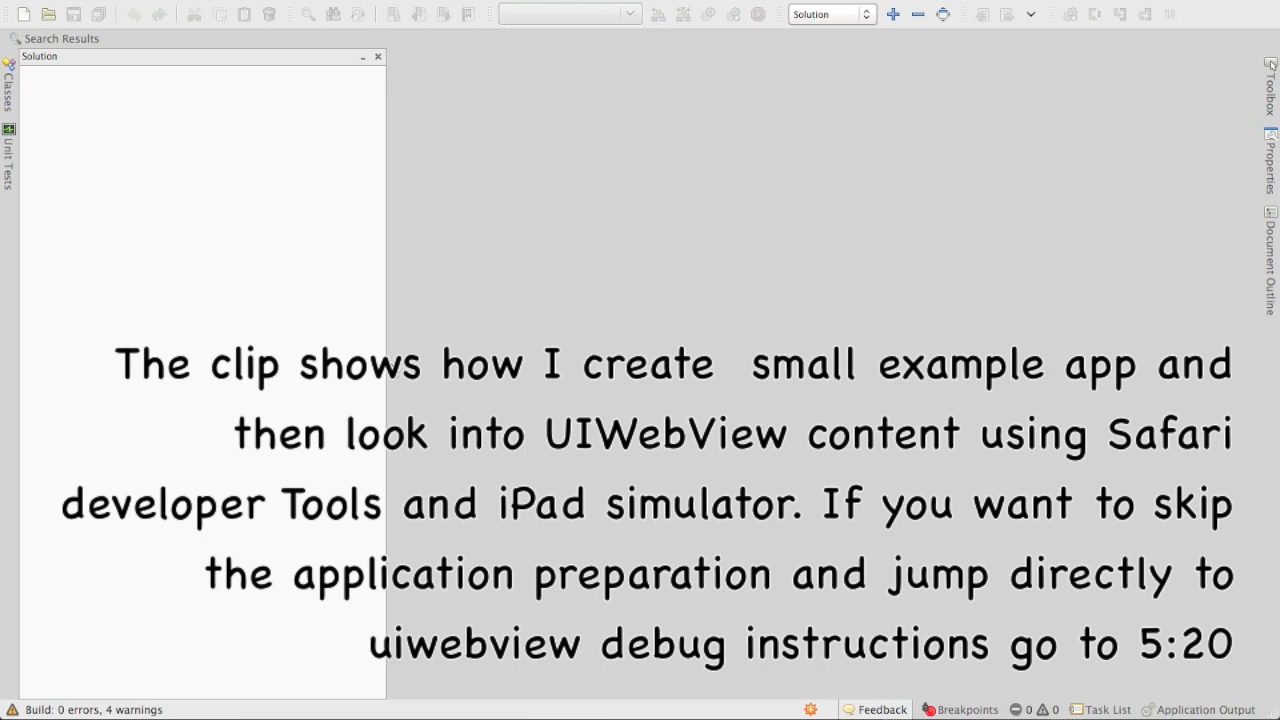 Solution
Search Results
Solution
Classes
Unit Tests
Toolbox
Properties
Document Outline
The clip shows how I create small example app and
then look into UIWebView content using Safari
developer Tools and iPad simulator. If you want to skip
the application preparation and jump directly to
uiwebview debug instructions go to 5:20
Build: 0 errors, 4 warnings
Feedback
Breakpoints
0
0
Task List
Application Output